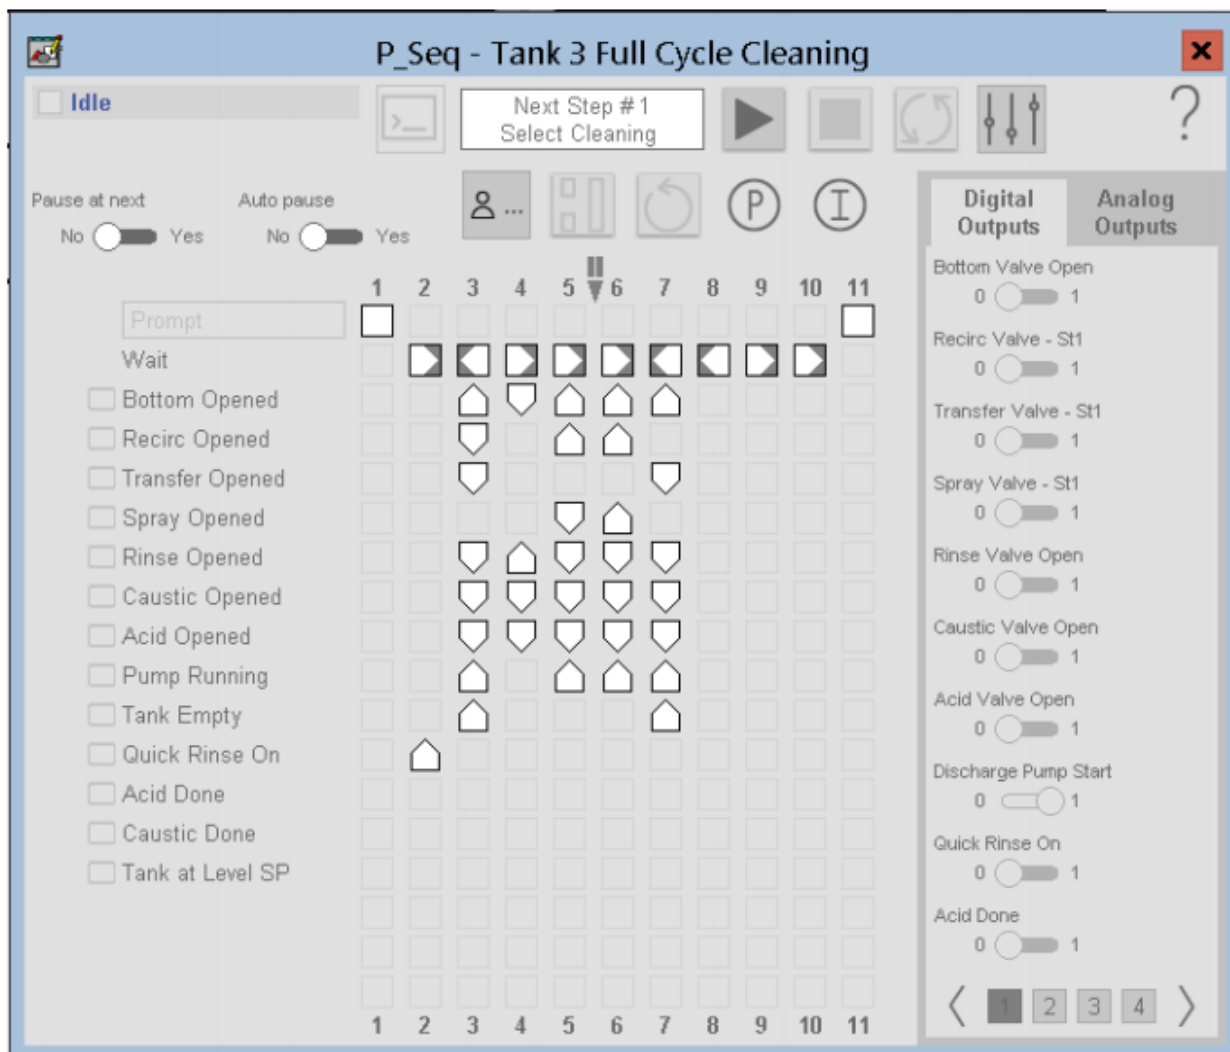 P_Seq - Tank 3 Full Cycle Cleaning
Idle
Next Step # 1
Select Cleaning
?
Pause at next
No Yes
Auto pause
No Yes
P
I
1 2 3 4 5 6 7 8 9 10 11
Prompt
Wait
Bottom Opened
Recirc Opened
Transfer Opened
Spray Opened
Rinse Opened
Caustic Opened
Acid Opened
Pump Running
Tank Empty
Quick Rinse On
Acid Done
Caustic Done
Tank at Level SP
1 2 3 4 5 6 7 8 9 10 11
Digital
Outputs
Analog
Outputs
Bottom Valve Open
0 1
Recirc Valve - St1
0 1
Transfer Valve - St1
0 1
Spray Valve - St1
0 1
Rinse Valve Open
0 1
Caustic Valve Open
0 1
Acid Valve Open
0 1
Discharge Pump Start
0 1
Quick Rinse On
0 1
Acid Done
0 1
1 2 3 4